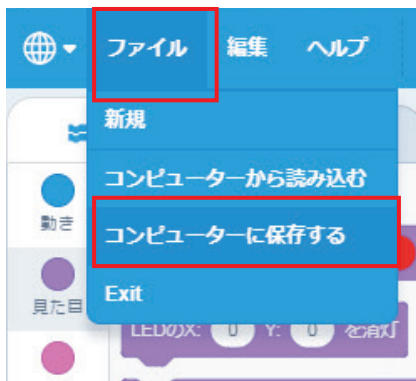 ファイル 編集 ヘルプ
新規
コンピューターから読み込む
コンピューターに保存する
動き
Exit
見た目
LEDのX: 0 Y: 0 を消灯